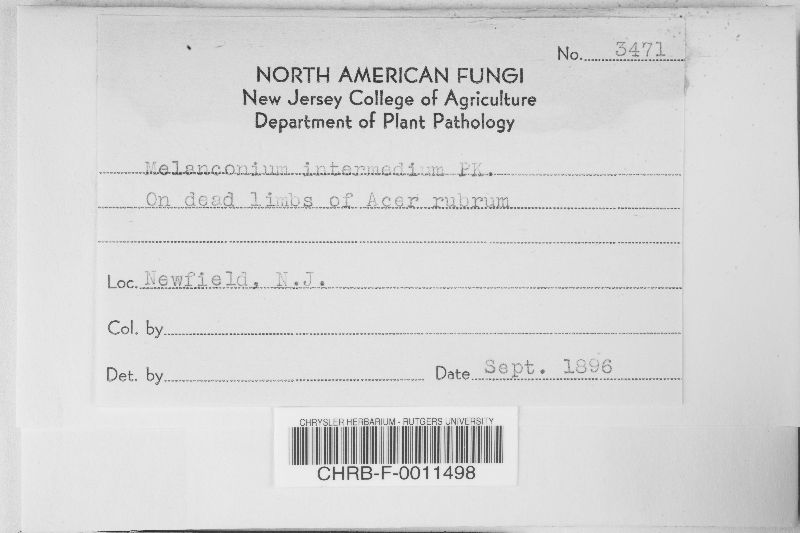 No. 3471
NORTH AMERICAN FUNGI
New Jersey College of Agriculture
Department of Plant Pathology
Melanconium intermedium PK.
On dead limbs of Acer rubrum
Loc. Newfield, N.J.
Col. by
Det. by Date Sept. 1896
CHRYSLER HERBARIUM - RUTGERS UNIVERSITY
CHRB-F-0011498